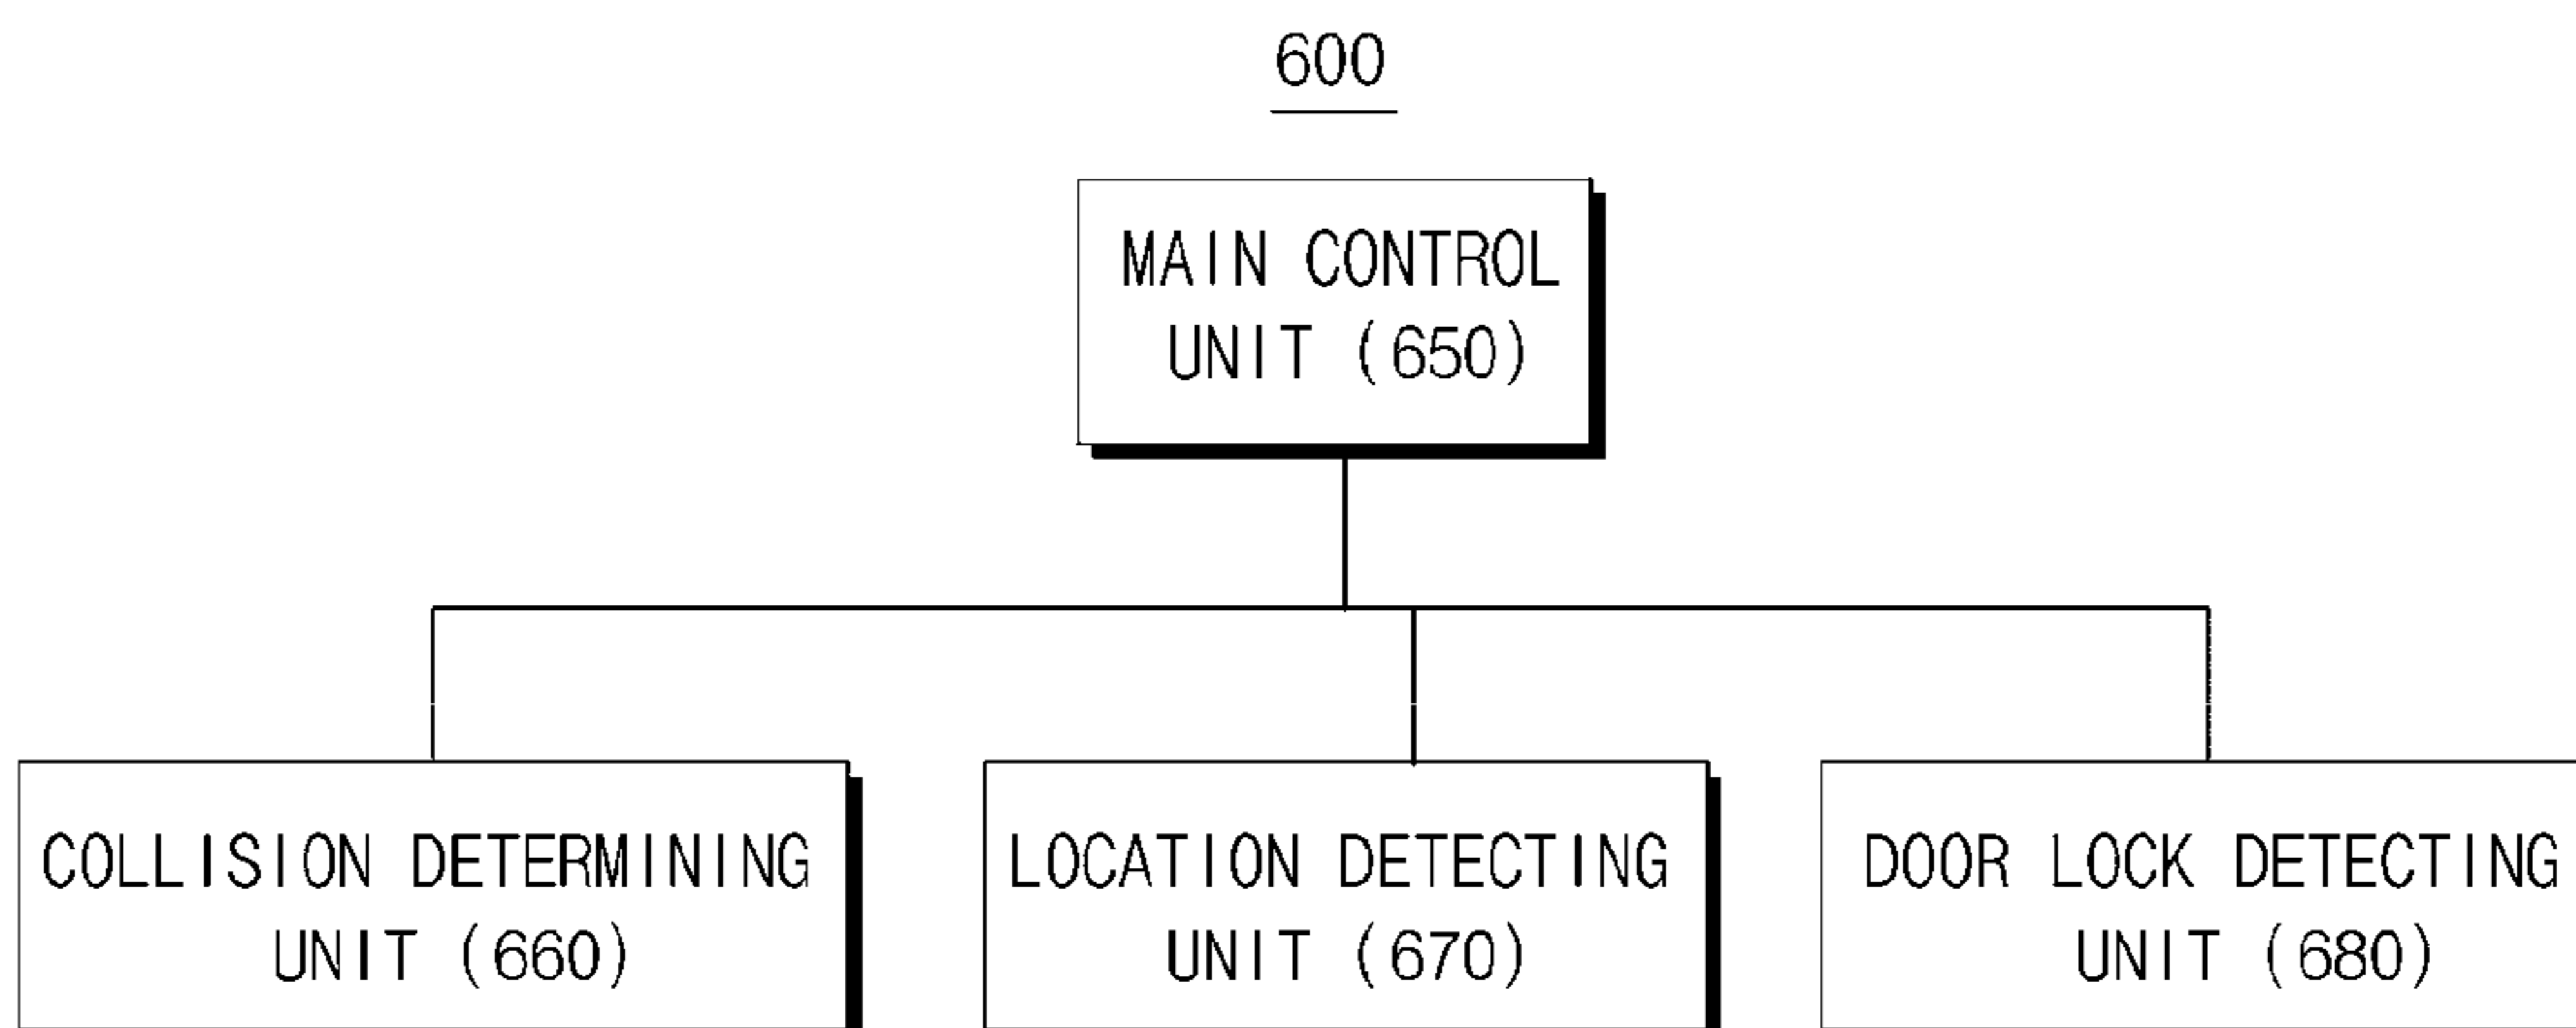 600
MAIN CONTROL
UNIT (650)
COLLISION DETERMINING
UNIT (660)
LOCATION DETECTING
UNIT (670)
DOOR LOCK DETECTING
UNIT (680)